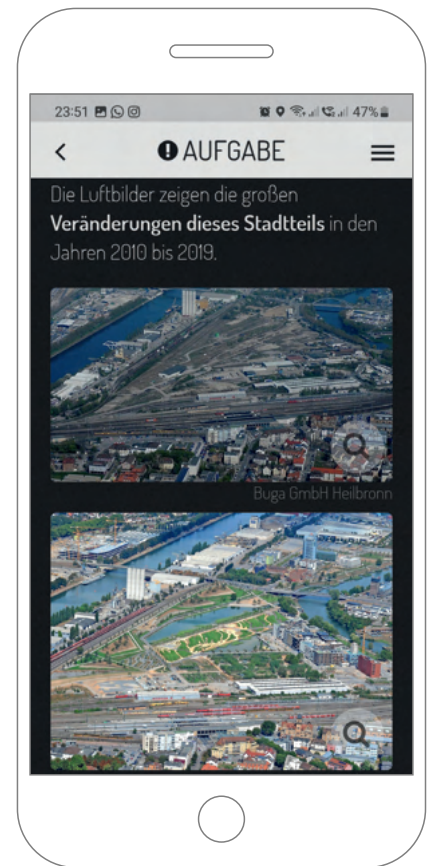 23:51 47%
AUFGABE
Die Luftbilder zeigen die großen
Veränderungen dieses Stadtteils in den
Jahren 2010 bis 2019.
Buga GmbH Heilbronn